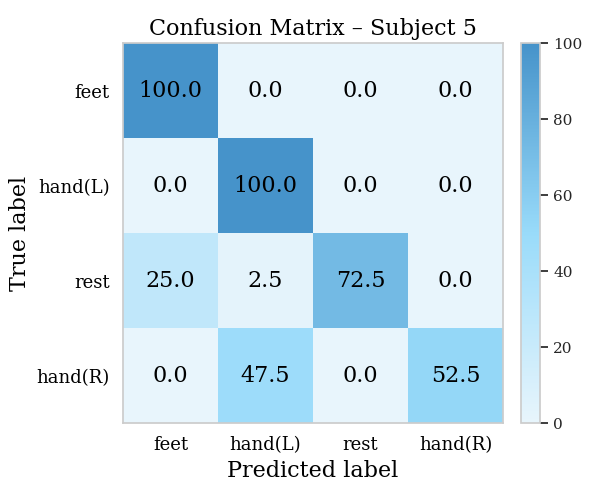 Confusion Matrix – Subject 5
True label
feet 100.0 0.0 0.0 0.0
hand(L) 0.0 100.0 0.0 0.0
rest 25.0 2.5 72.5 0.0
hand(R) 0.0 47.5 0.0 52.5
feet hand(L) rest hand(R)
Predicted label
100
80
60
40
20
0